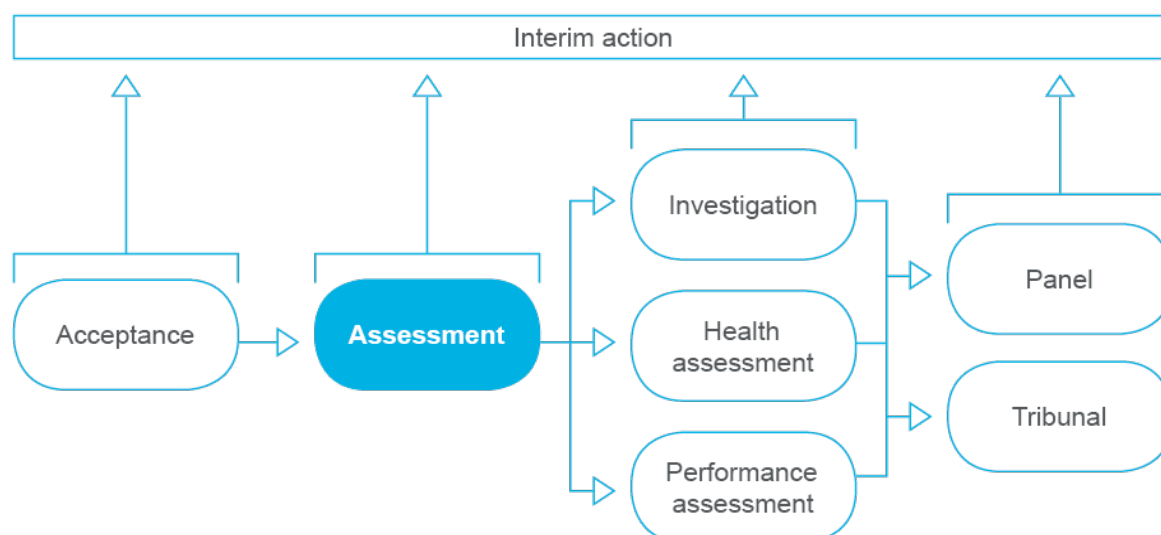 Interim action
Acceptance
Assessment
Investigation
Health
assessment
Performance
assessment
Panel
Tribunal